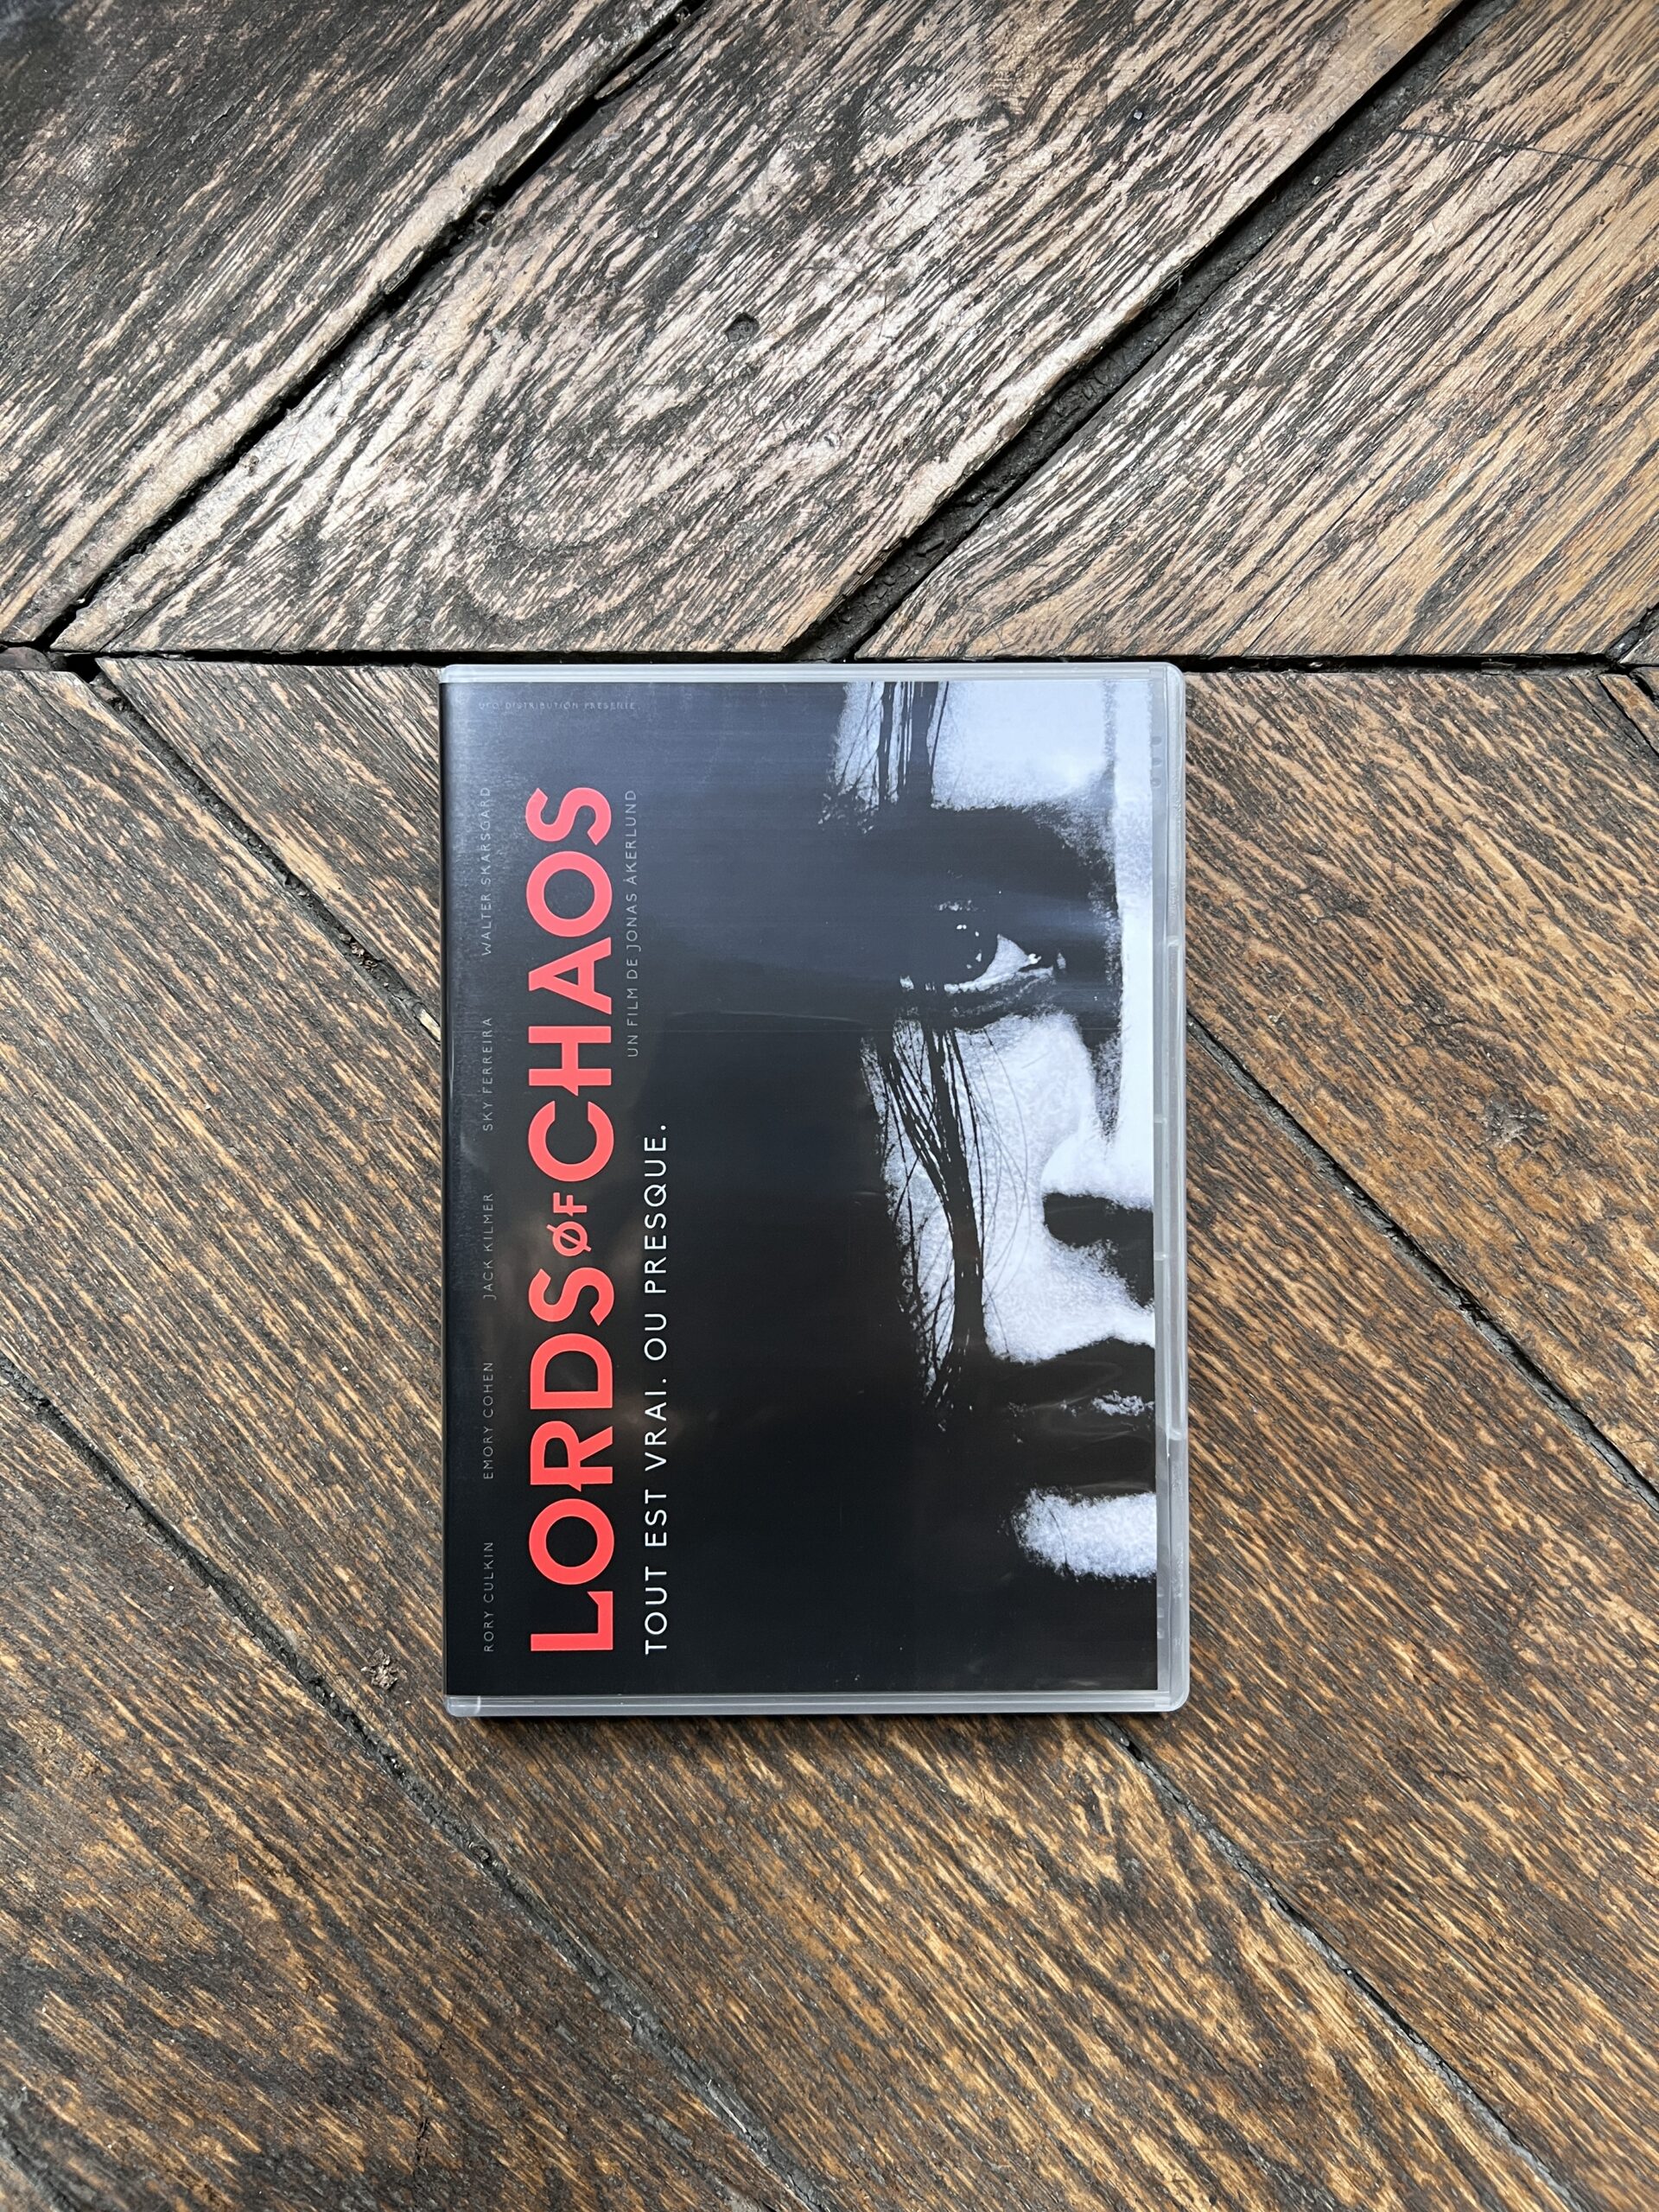 UFO DISTRIBUTION PRÉSENTE
RORY CULKIN EMORY COHEN JACK KILMER SKY FERREIRA WALTER SKARSGÅRD
LORDS ØF CHAOS
UN FILM DE JONAS ÅKERLUND
TOUT EST VRAI. OU PRESQUE.